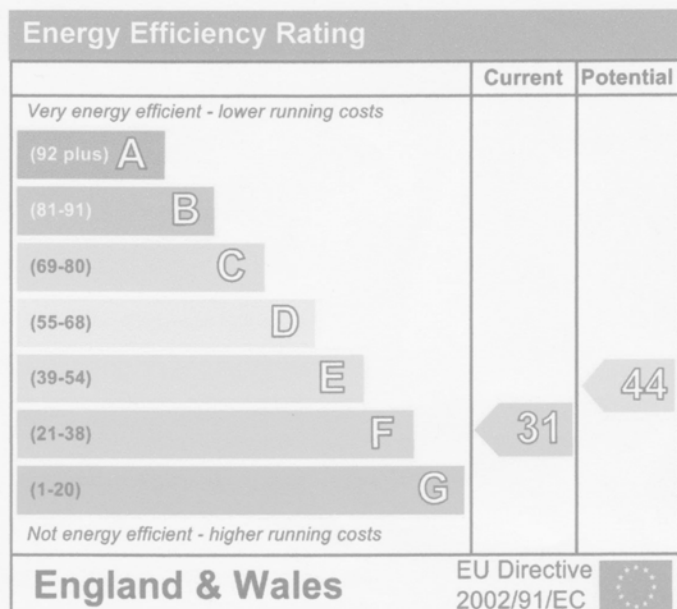 Energy Efficiency Rating
Current Potential
Very energy efficient - lower running costs
(92 plus) A
(81-91) B
(69-80) C
(55-68) D
(39-54) E
44
(21-38) F
31
(1-20) G
Not energy efficient - higher running costs
England & Wales
EU Directive
2002/91/EC